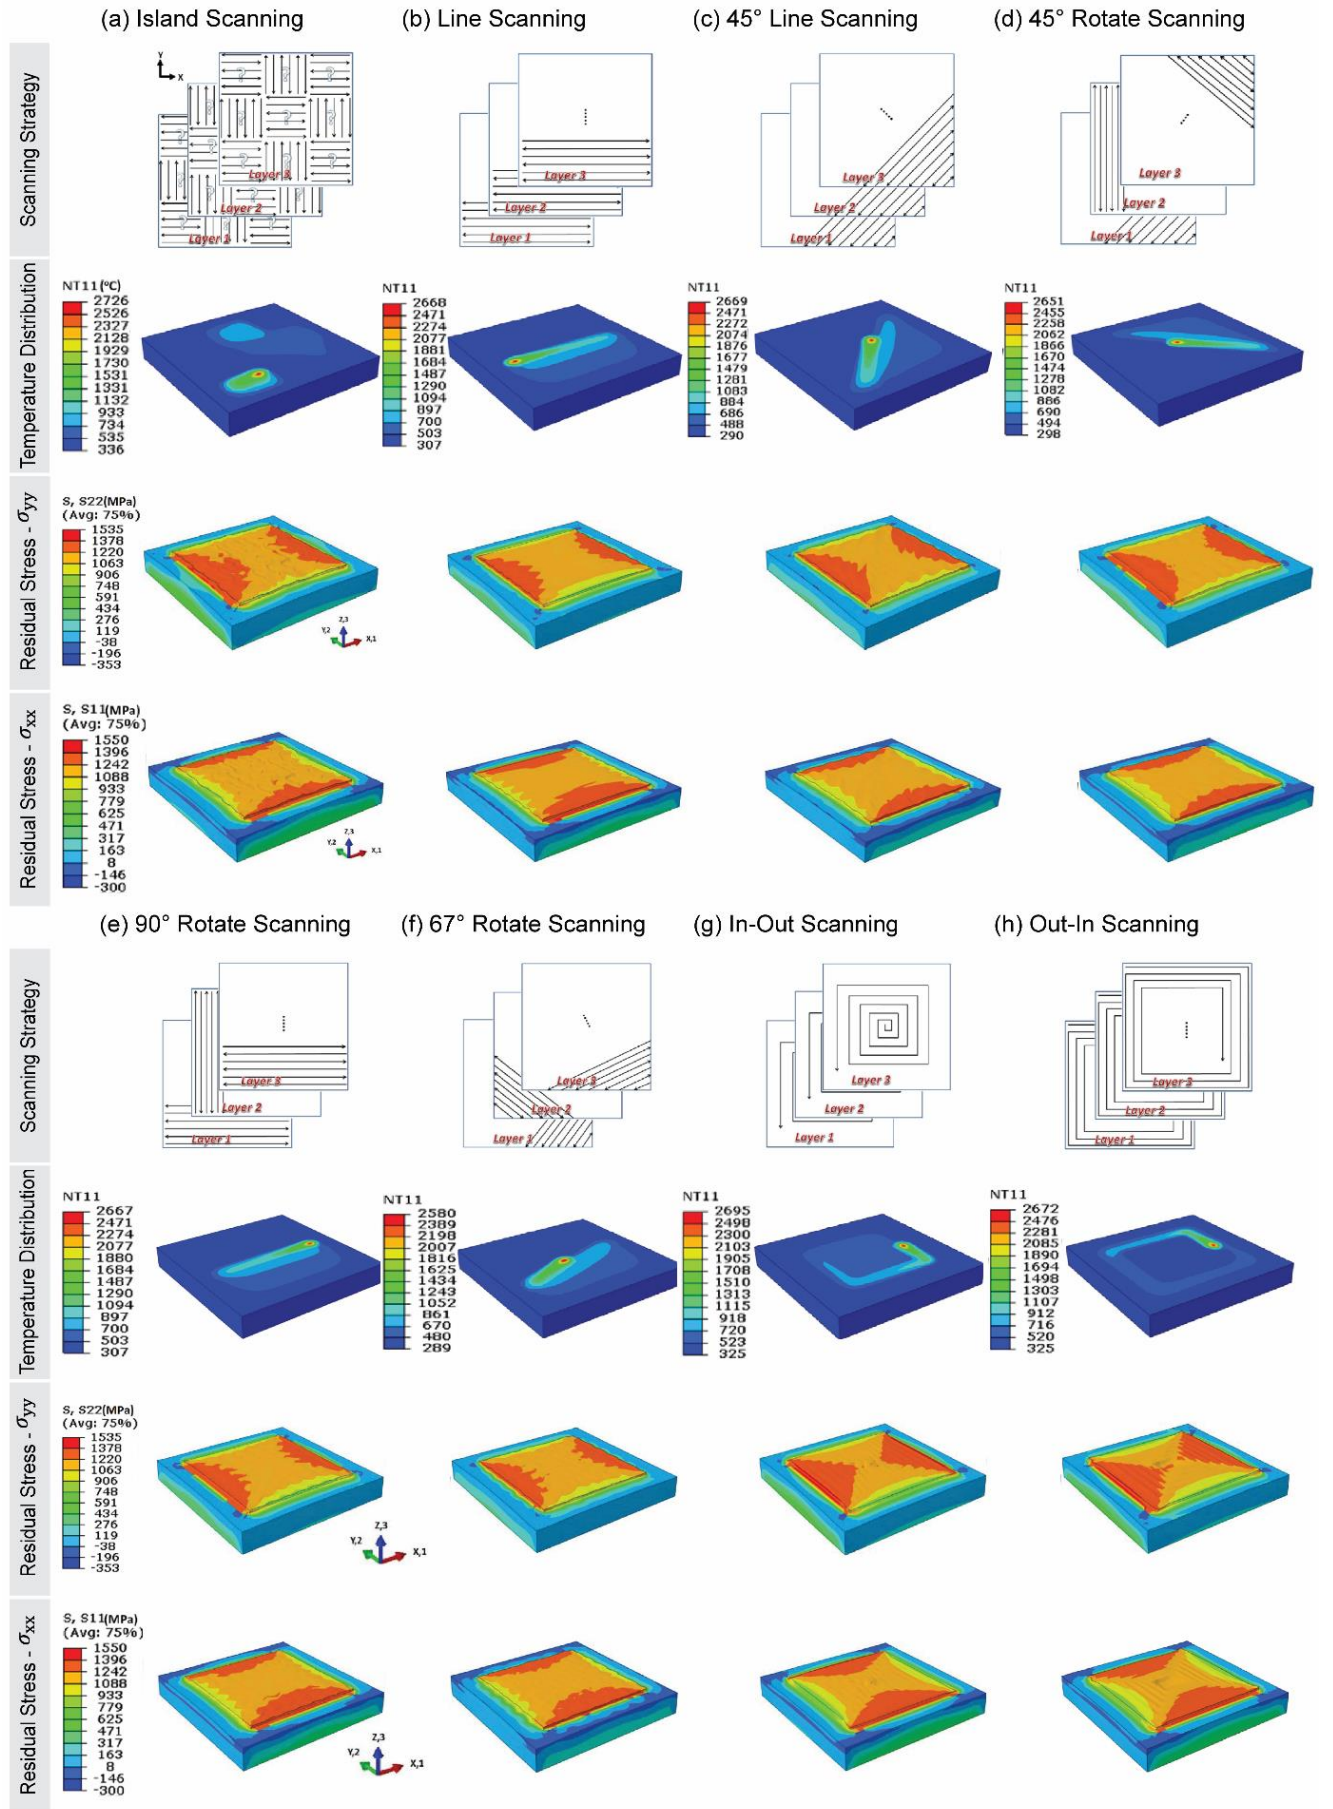 (a) Island Scanning
(b) Line Scanning
(c) 45° Line Scanning
(d) 45° Rotate Scanning
Scanning Strategy
Y
X
Layer 3
Layer 2
Layer 1
Layer 3
Layer 2
Layer 1
Layer 3
Layer 2
Layer 1
Layer 3
Layer 2
Layer 1
Temperature Distribution
NT11(°C)
2726
2526
2327
2128
1929
1730
1531
1331
1132
933
734
535
336
NT11
2668
2471
2274
2077
1881
1684
1487
1290
1094
897
700
503
307
NT11
2669
2471
2272
2074
1876
1677
1479
1281
1083
884
686
488
290
NT11
2651
2455
2258
2062
1866
1670
1474
1278
1082
886
690
494
298
Residual Stress - σyy
S, S22(MPa)
(Avg: 75%)
1535
1378
1220
1063
906
748
591
434
276
119
-38
-196
-353
Z,3
Y,2
X,1
Residual Stress - σxx
S, S11(MPa)
(Avg: 75%)
1550
1396
1242
1088
933
779
625
471
317
163
8
-146
-300
Z,3
Y,2
X,1
(e) 90° Rotate Scanning
(f) 67° Rotate Scanning
(g) In-Out Scanning
(h) Out-In Scanning
Scanning Strategy
Layer 3
Layer 2
Layer 1
Layer 3
Layer 2
Layer 1
Layer 3
Layer 2
Layer 1
Layer 3
Layer 2
Layer 1
Temperature Distribution
NT11
2667
2471
2274
2077
1880
1684
1487
1290
1094
897
700
503
307
NT11
2580
2389
2198
2007
1816
1625
1434
1243
1052
861
670
480
289
NT11
2695
2498
2300
2103
1905
1708
1510
1313
1115
918
720
523
325
NT11
2672
2476
2281
2085
1890
1694
1498
1303
1107
912
716
520
325
Residual Stress - σyy
S, S22(MPa)
(Avg: 75%)
1535
1378
1220
1063
906
748
591
434
276
119
-38
-196
-353
Z,3
Y,2
X,1
Residual Stress - σxx
S, S11(MPa)
(Avg: 75%)
1550
1396
1242
1088
933
779
625
471
317
163
8
-146
-300
Z,3
Y,2
X,1